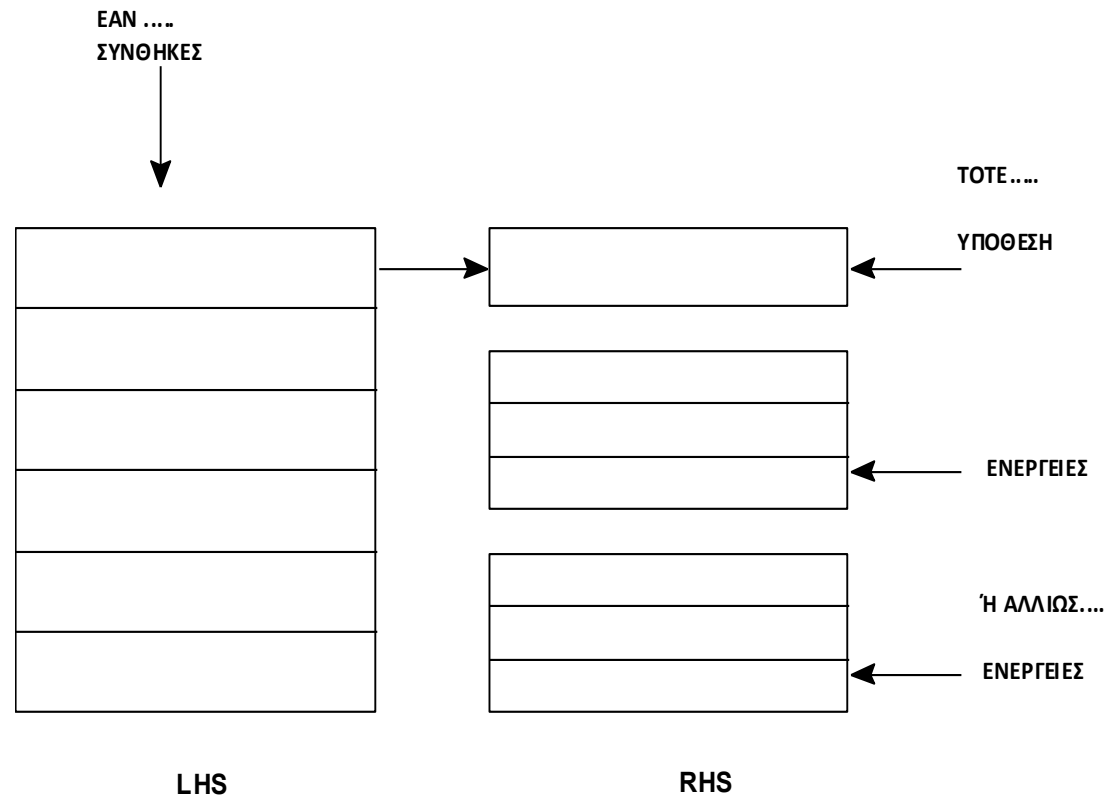 ΕΑΝ .....
ΣΥΝΘΗΚΕΣ
ΤΟΤΕ.....
ΥΠΟΘΕΣΗ
ΕΝΕΡΓΕΙΕΣ
Ή ΑΛΛΙΩΣ....
ΕΝΕΡΓΕΙΕΣ
LHS
RHS